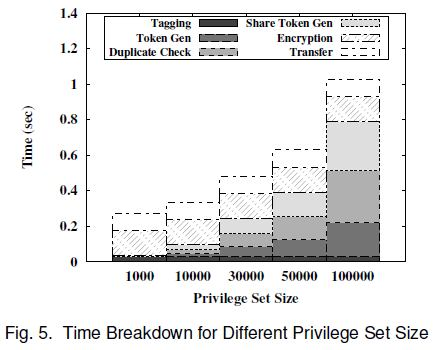 1.4
1.2
1
0.8
0.6
0.4
0.2
0
Time (sec)
Tagging
Token Gen
Duplicate Check
Share Token Gen
Encryption
Transfer
1000 10000 30000 50000 100000
Privilege Set Size
Fig. 5. Time Breakdown for Different Privilege Set Size